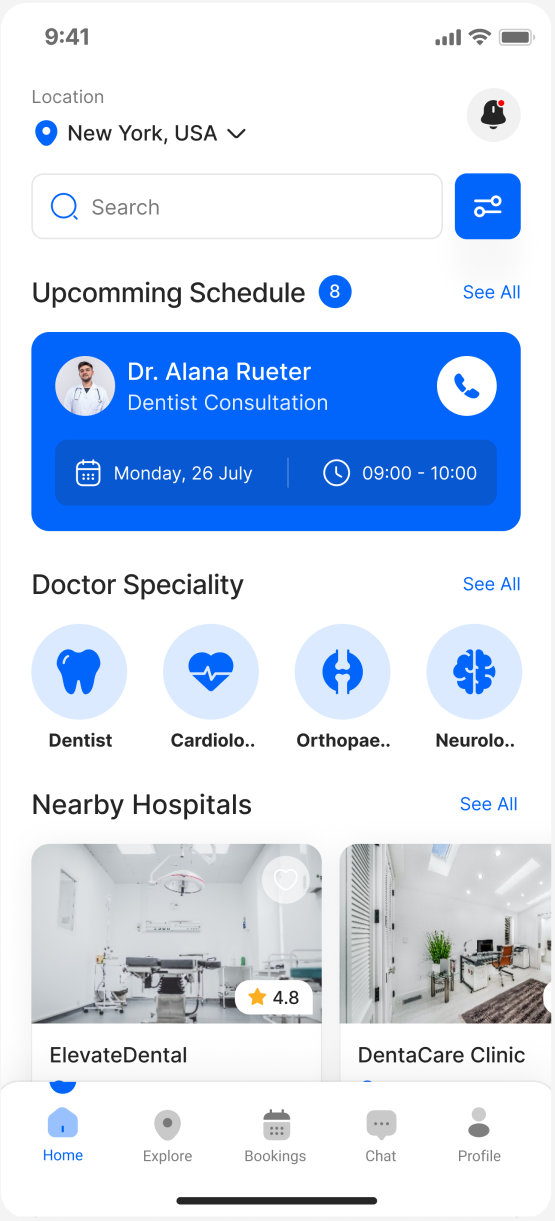 9:41
Location
New York, USA
Search
Upcomming Schedule 8 See All
Dr. Alana Rueter
Dentist Consultation
Monday, 26 July 09:00 - 10:00
Doctor Speciality See All
Dentist Cardiolo.. Orthopae.. Neurolo..
Nearby Hospitals See All
4.8
ElevateDental DentaCare Clinic
Home Explore Bookings Chat Profile